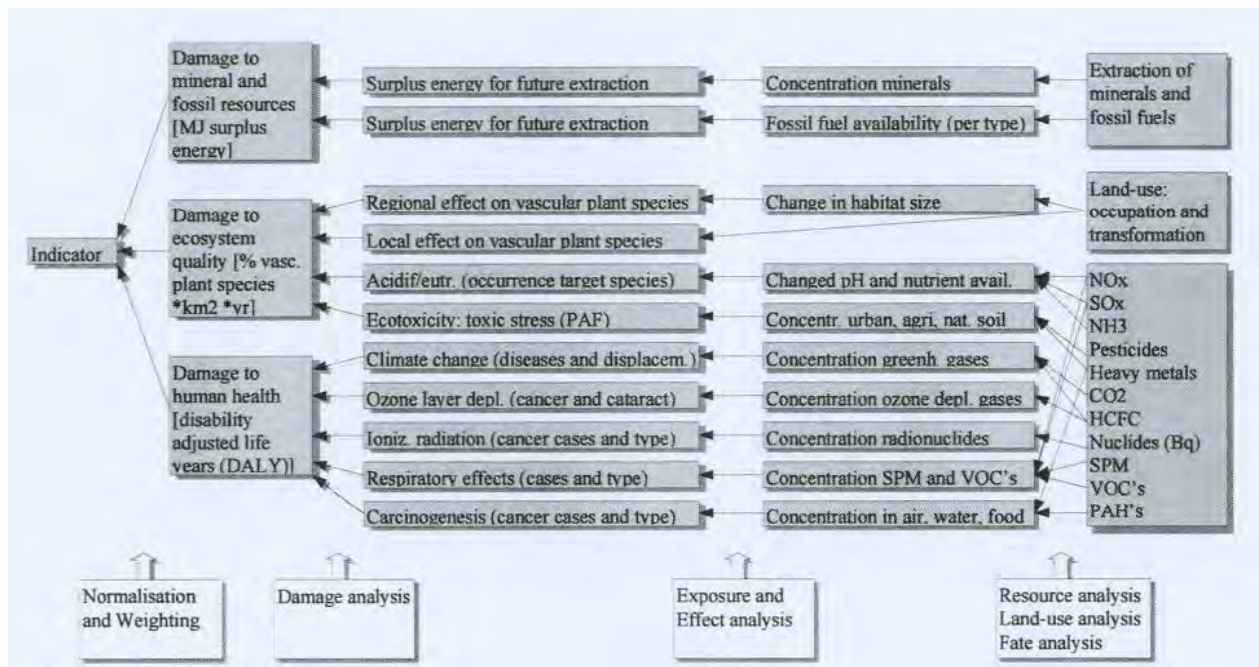 Damage to
mineral and
fossil resources
[MJ surplus
energy]
Surplus energy for future extraction
Concentration minerals
Extraction of
minerals and
fossil fuels
Surplus energy for future extraction
Fossil fuel availability (per type)
Indicator
Damage to
ecosystem
quality [% vasc.
plant species
*km2 *yr]
Regional effect on vascular plant species
Change in habitat size
Land-use:
occupation and
transformation
Local effect on vascular plant species
Acidif/eutr. (occurrence target species)
Changed pH and nutrient avail.
Ecotoxicity: toxic stress (PAF)
Concentr. urban, agri, nat. soil
Damage to
human health
[disability
adjusted life
years (DALY)]
Climate change (diseases and displacem.)
Concentration greenh. gases
Ozone layer depl. (cancer and cataract)
Concentration ozone depl. gases
Ioniz. radiation (cancer cases and type)
Concentration radionuclides
Respiratory effects (cases and type)
Concentration SPM and VOC's
Carcinogenesis (cancer cases and type)
Concentration in air, water, food
NOx
SOx
NH3
Pesticides
Heavy metals
CO2
HCFC
Nuclides (Bq)
SPM
VOC's
PAH's
Normalisation
and Weighting
Damage analysis
Exposure and
Effect analysis
Resource analysis
Land-use analysis
Fate analysis